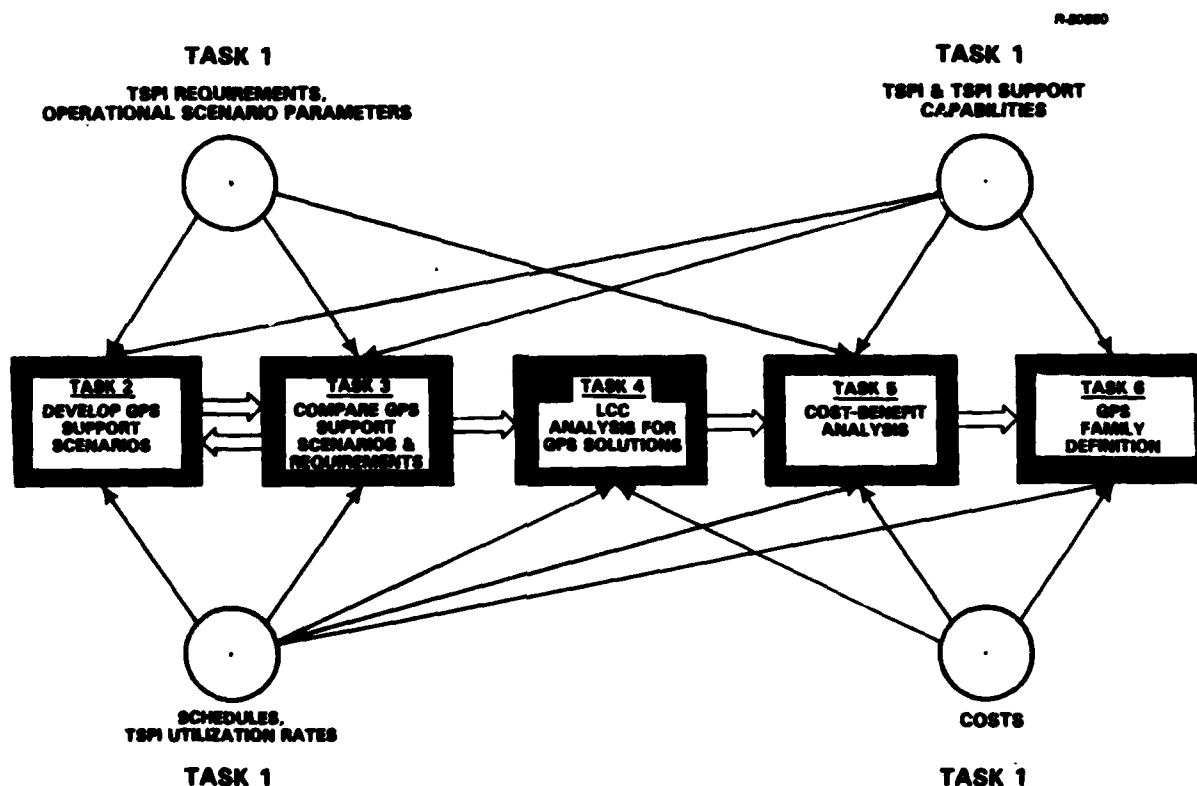 TASK 1
TSPI REQUIREMENTS,
OPERATIONAL SCENARIO PARAMETERS
TASK 1
TSPI & TSPI SUPPORT
CAPABILITIES
TASK 2
DEVELOP GPS
SUPPORT
SCENARIOS
TASK 3
COMPARE GPS
SUPPORT
SCENARIOS &
REQUIREMENTS
TASK 4
LCC
ANALYSIS FOR
GPS SOLUTIONS
TASK 5
COST-BENEFIT
ANALYSIS
TASK 6
GPS
FAMILY
DEFINITION
SCHEDULES,
TSPI UTILIZATION RATES
TASK 1
COSTS
TASK 1